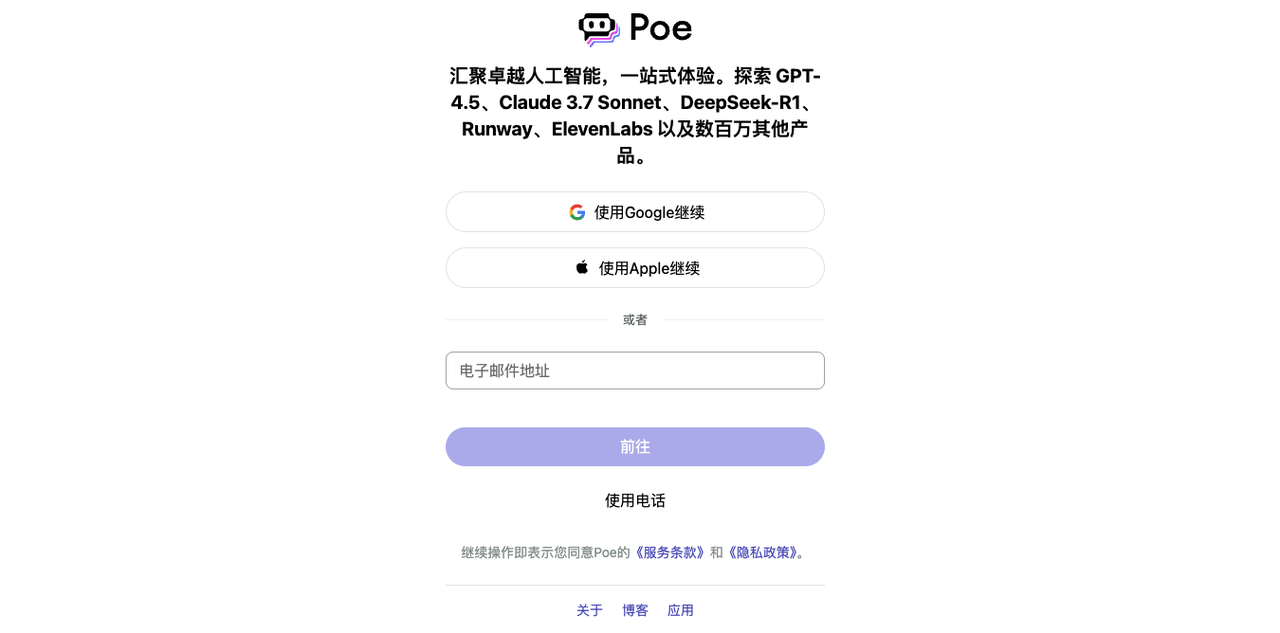 Poe
汇聚卓越人工智能，一站式体验。探索 GPT-
4.5、Claude 3.7 Sonnet、DeepSeek-R1、
Runway、ElevenLabs 以及数百万其他产
品。
使用Google继续
使用Apple继续
或者
电子邮件地址
前往
使用电话
继续操作即表示您同意Poe的《服务条款》和《隐私政策》。
关于 博客 应用